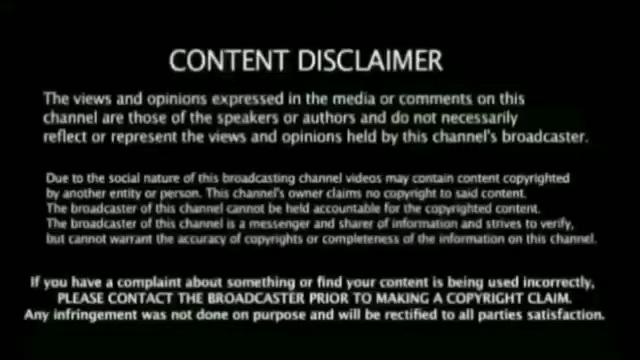 CONTENT DISCLAIMER
The views and opinions expressed in the media or comments on this
channel are those of the speakers or authors and do not necessarily
reflect or represent the views and opinions held by this channel's broadcaster.
Due to the social nature of this broadcasting channel videos may contain content copyrighted
by another entity or person. This channel's owner claims no copyright to said content.
The broadcaster of this channel cannot be held accountable for the copyrighted content.
The broadcaster of this channel is a messenger and sharer of information and strives to verify,
but cannot warrant the accuracy of copyrights or completeness of the information on this channel.
If you have a complaint about something or find your content is being used incorrectly,
PLEASE CONTACT THE BROADCASTER PRIOR TO MAKING A COPYRIGHT CLAIM.
Any infringement was not done on purpose and will be rectified to all parties satisfaction.